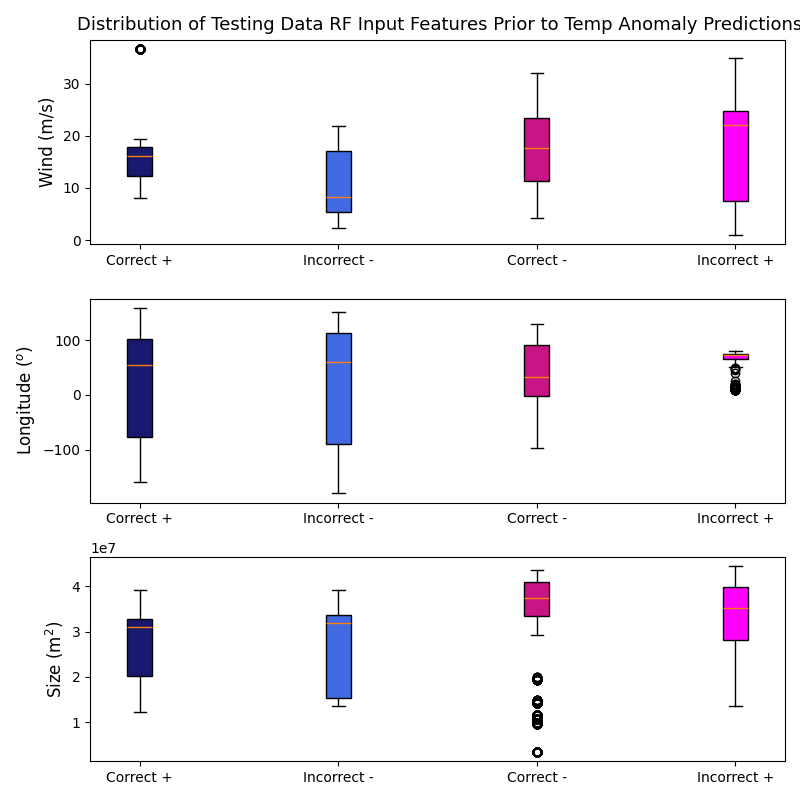 Distribution of Testing Data RF Input Features Prior to Temp Anomaly Predictions
Wind (m/s)
30
20
10
0
Correct +
Incorrect -
Correct -
Incorrect +
Longitude (°)
100
0
−100
Correct +
Incorrect -
Correct -
Incorrect +
1e7
Size (m²)
4
3
2
1
Correct +
Incorrect -
Correct -
Incorrect +